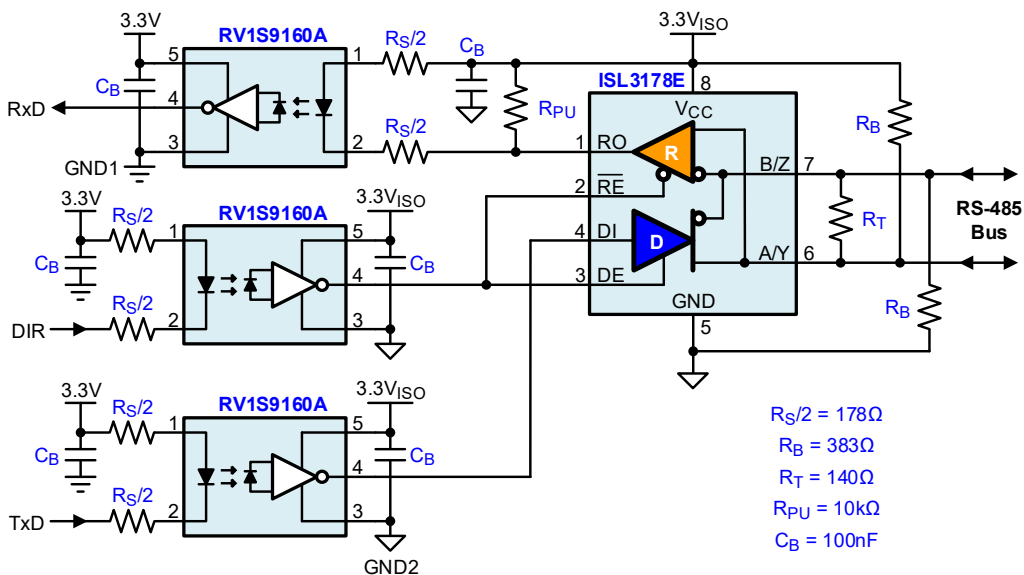 3.3V
RV1S9160A
RS/2
CB
3.3VISO
ISL3178E
5
1
8
CB
VCC
RxD
4
RPU
RB
RS/2
3
2
1
RO
R
B/Z
7
GND1
2
RE
3.3V
RV1S9160A
3.3VISO
RS/2
1
5
4
DI
D
RT
RS-485
Bus
CB
CB
4
3
DE
A/Y
6
RS/2
GND
RB
DIR
2
3
5
3.3V
RV1S9160A
3.3VISO
RS/2
1
5
RS/2 = 178Ω
CB
CB
RB = 383Ω
4
RT = 140Ω
RS/2
RPU = 10kΩ
TxD
2
3
CB = 100nF
GND2